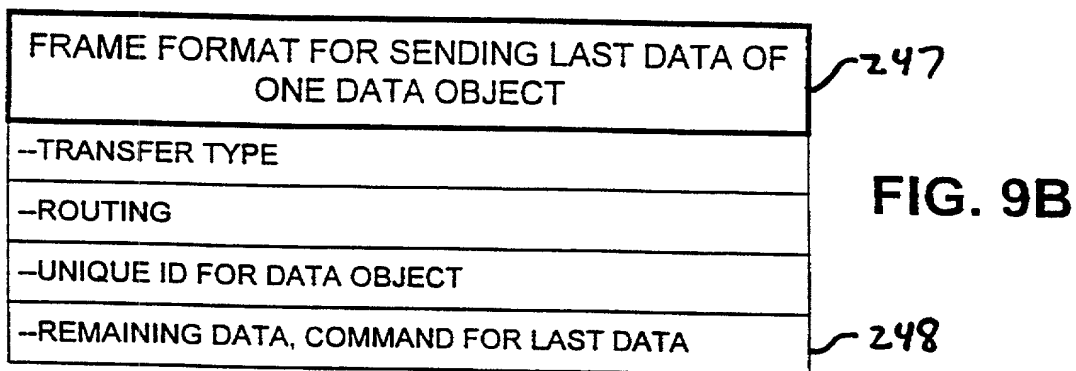 FRAME FORMAT FOR SENDING LAST DATA OF
ONE DATA OBJECT
247
--TRANSFER TYPE
--ROUTING
FIG. 9B
--UNIQUE ID FOR DATA OBJECT
--REMAINING DATA, COMMAND FOR LAST DATA
248